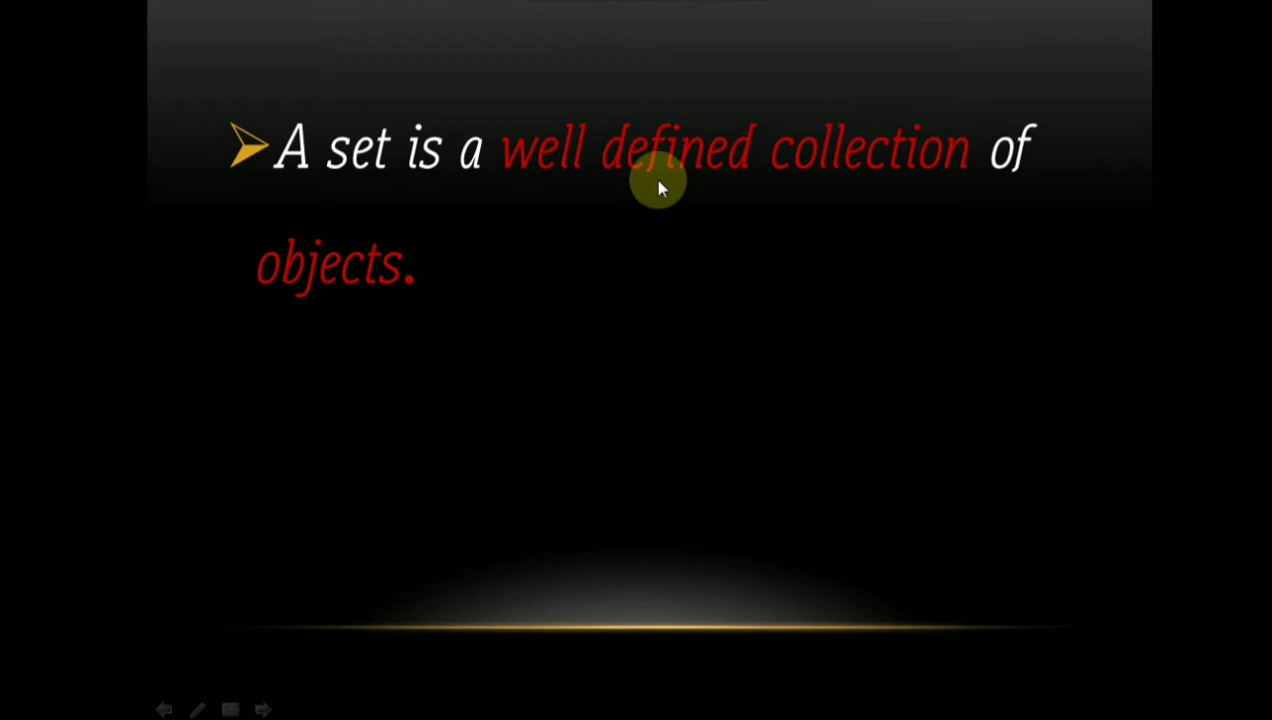 A set is a well defined collection of
objects.